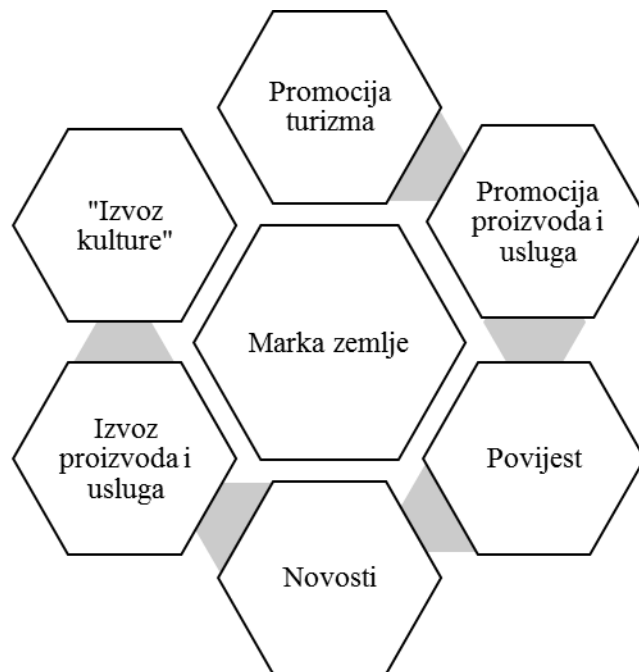 Promocija
turizma
Promocija
proizvoda i
usluga
Povijest
Novosti
Izvoz
proizvoda i
usluga
"Izvoz
kulture"
Marka zemlje